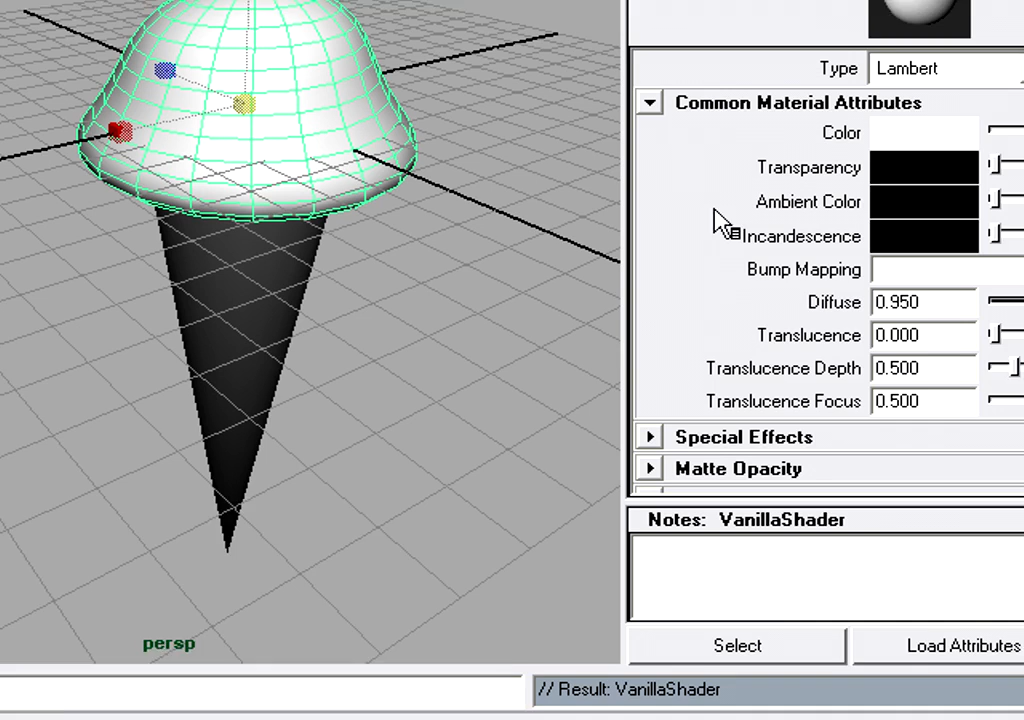 Type Lambert
Common Material Attributes
Color
Transparency
Ambient Color
Incandescence
Bump Mapping
Diffuse 0.950
Translucence 0.000
Translucence Depth 0.500
Translucence Focus 0.500
Special Effects
Matte Opacity
Notes: VanillaShader
Select Load Attributes
persp
// Result: VanillaShader